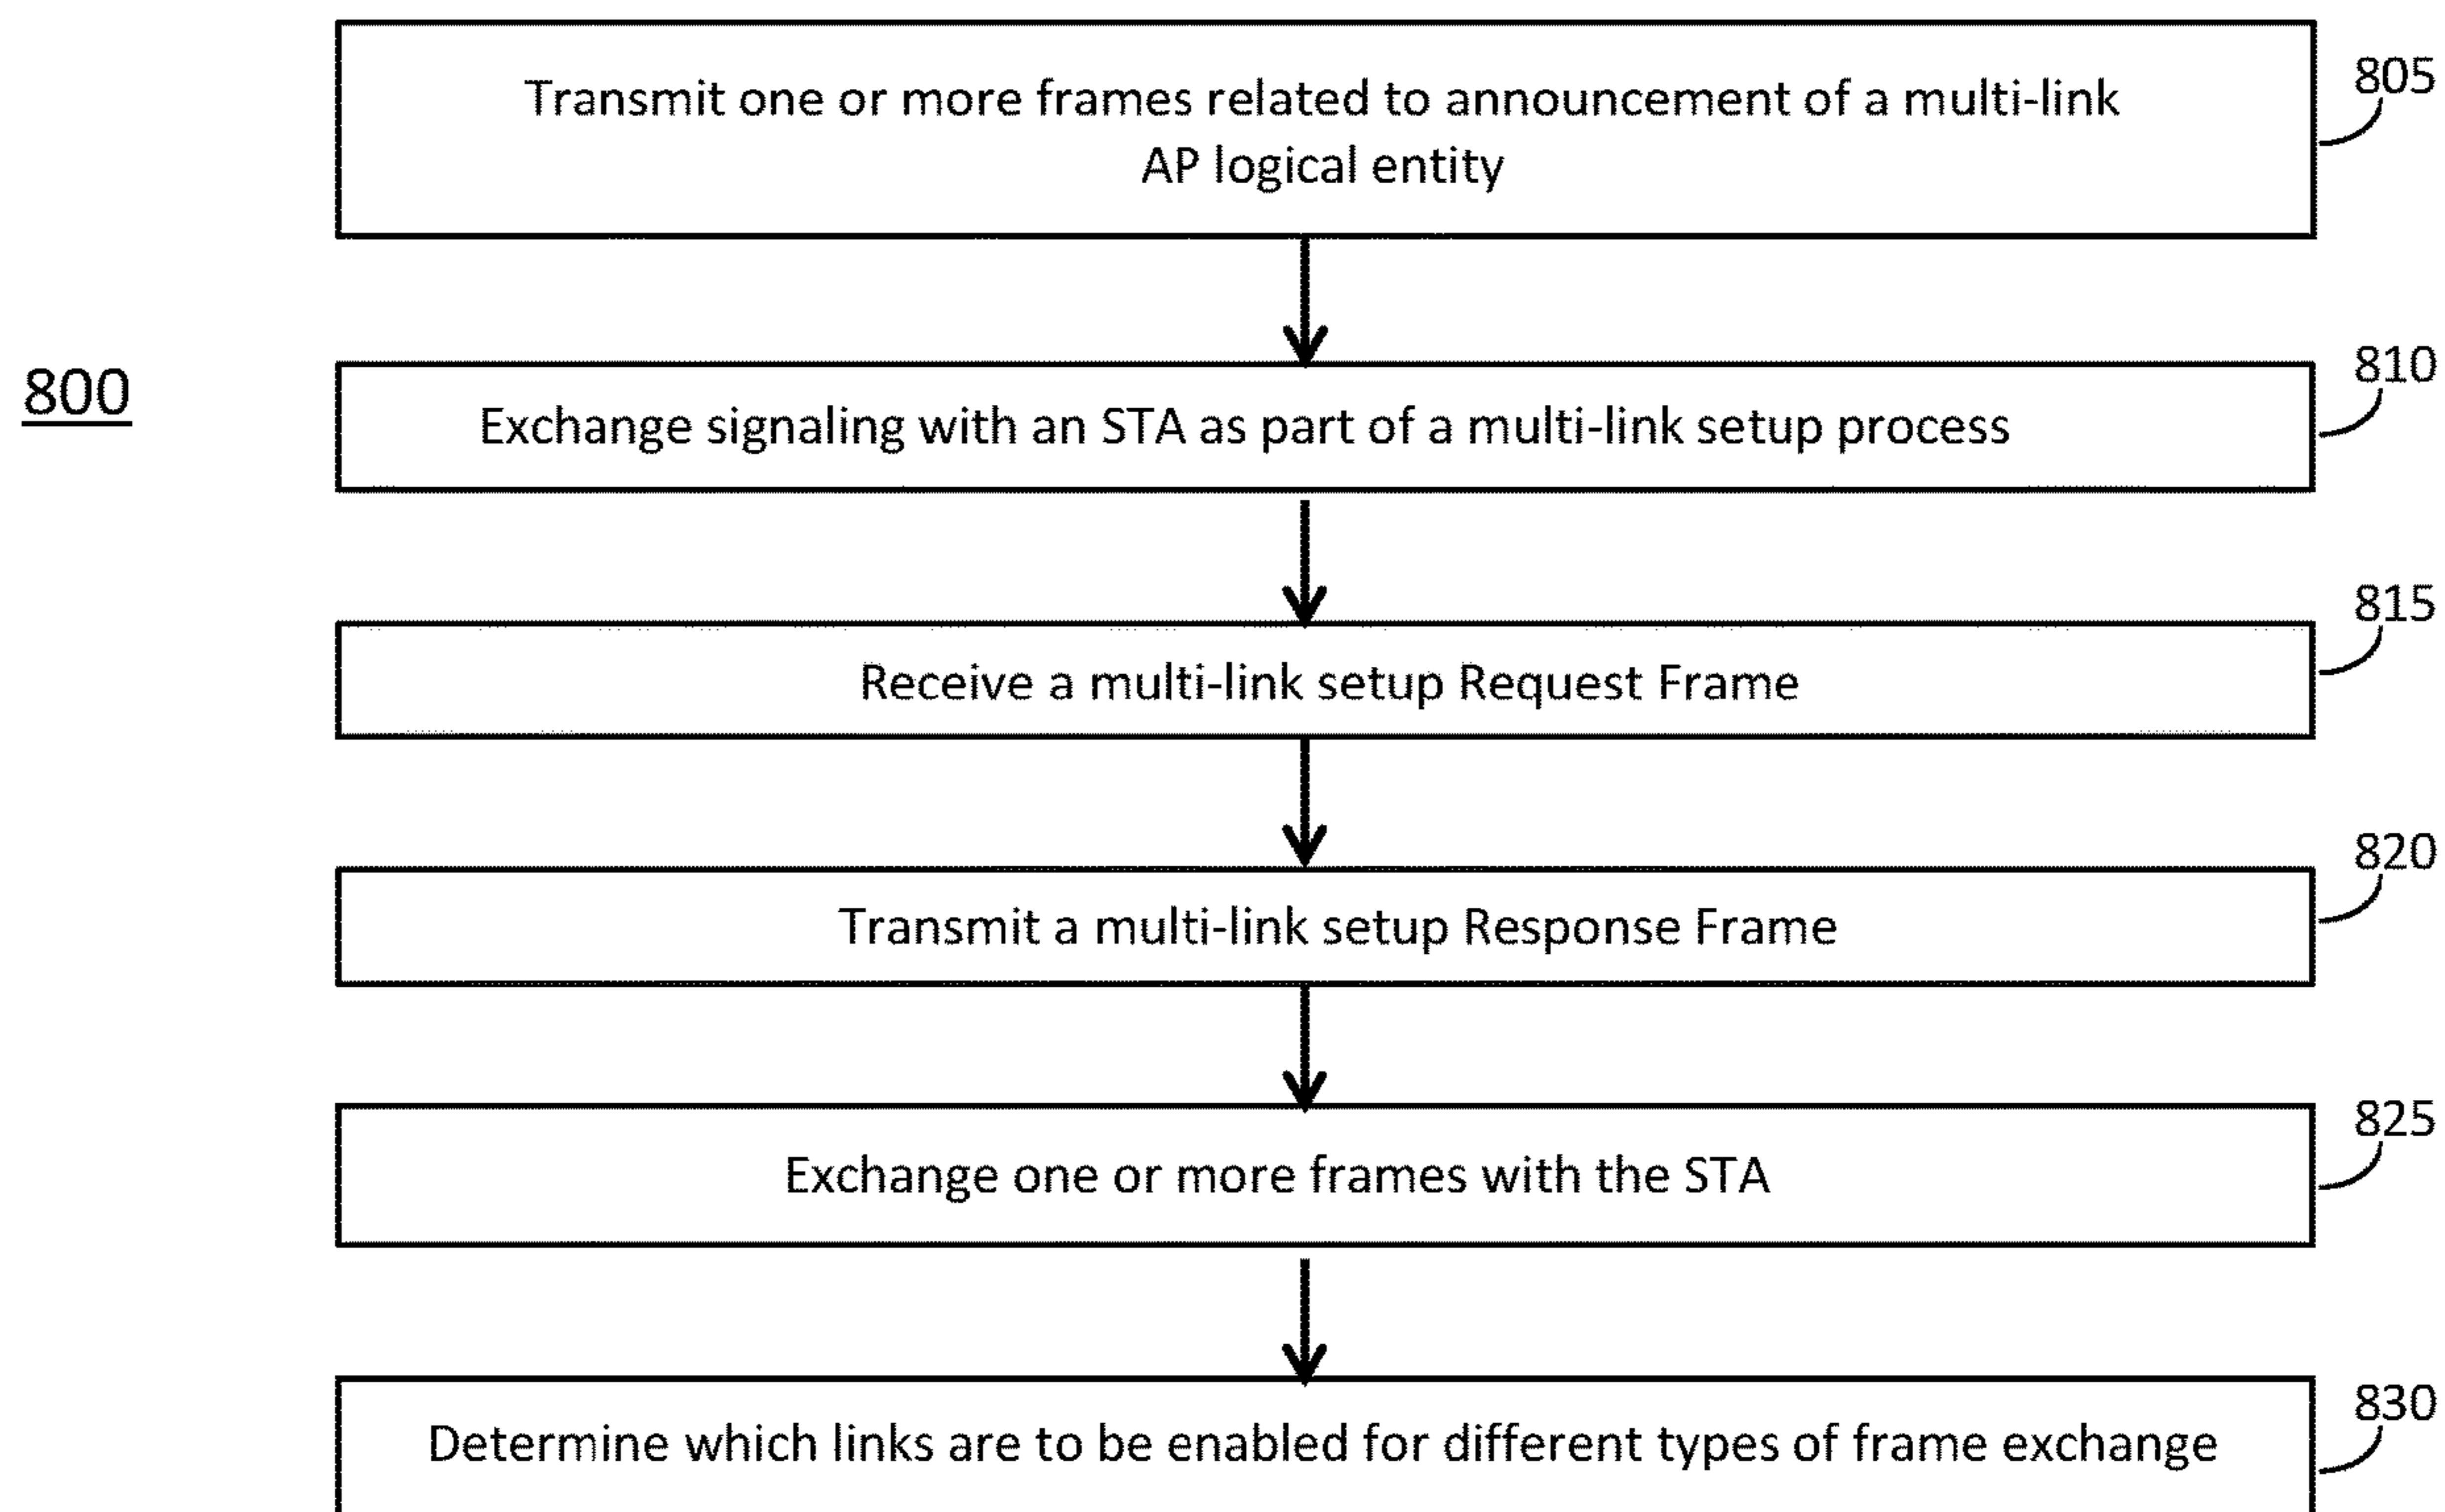 Transmit one or more frames related to announcement of a multi-link
AP logical entity
805
800
Exchange signaling with an STA as part of a multi-link setup process
810
Receive a multi-link setup Request Frame
815
Transmit a multi-link setup Response Frame
820
Exchange one or more frames with the STA
825
Determine which links are to be enabled for different types of frame exchange
830